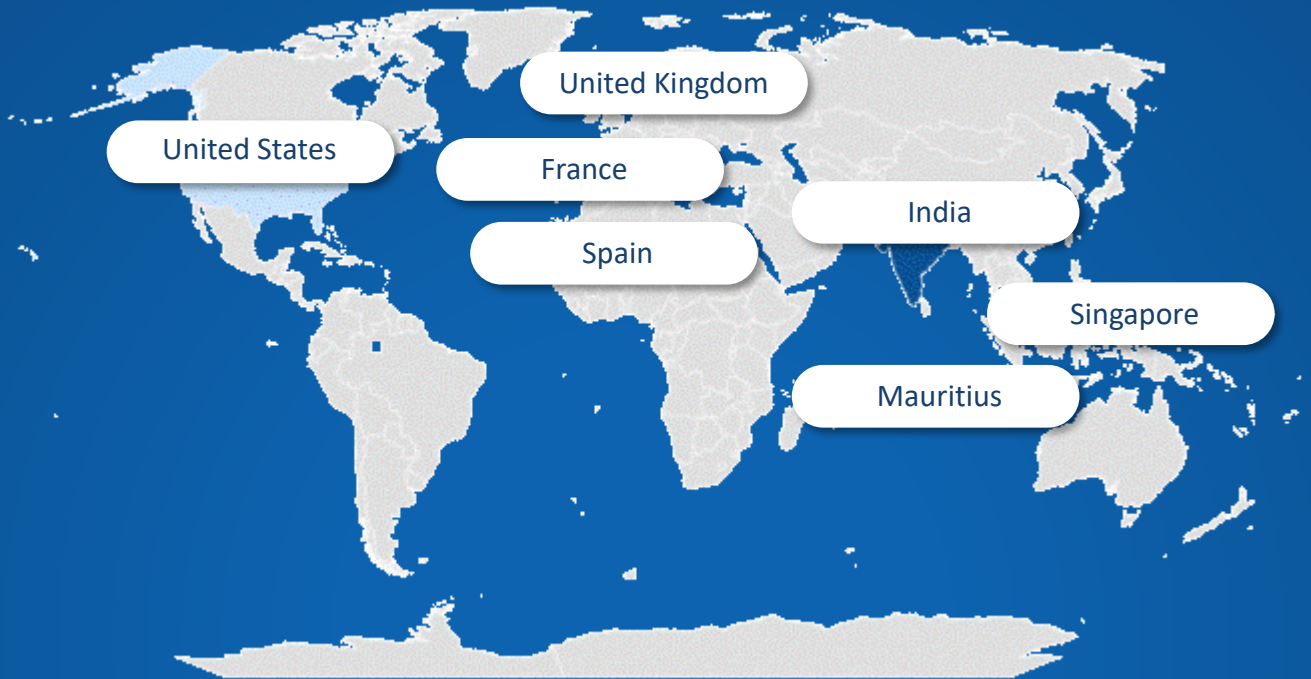 United Kingdom
United States
France
India
Spain
Singapore
Mauritius